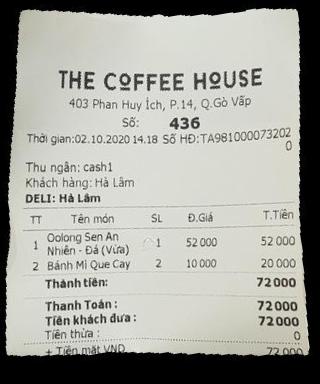 THE COFFEE HOUSE
403 Phan Huy Ích, P.14, Q.Gò Vấp
Số: 436
Thời gian:02.10.2020 14.18 Số HĐ:TA981000073202
0
Thu ngân: cash1
Khách hàng: Hà Lâm
DELI: Hà Lâm
TT Tên món SL Đ.Giá T.Tiền
1 Oolong Sen An Nhiên - Đá (Vừa) 1 52 000 52 000
2 Bánh Mì Que Cay 2 10 000 20 000
Thành tiền: 72 000
Thanh Toán : 72 000
Tiền khách đưa : 72 000
Tiền thừa : 0
+ Tiền mặt VND 72 000